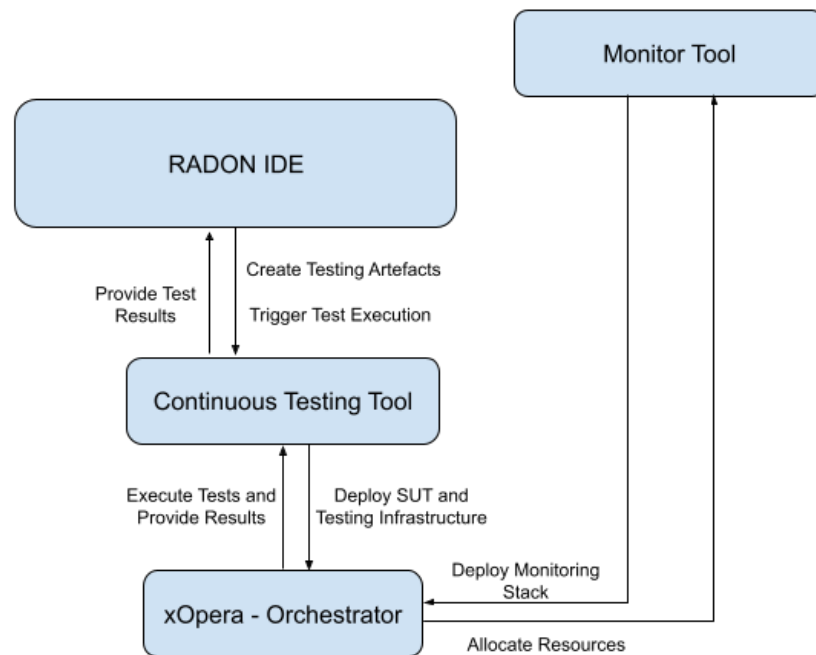 Monitor Tool
RADON IDE
Create Testing Artefacts
Provide Test
Results
Trigger Test Execution
Continuous Testing Tool
Execute Tests and
Provide Results
Deploy SUT and
Testing Infrastructure
Deploy Monitoring
Stack
xOpera - Orchestrator
Allocate Resources